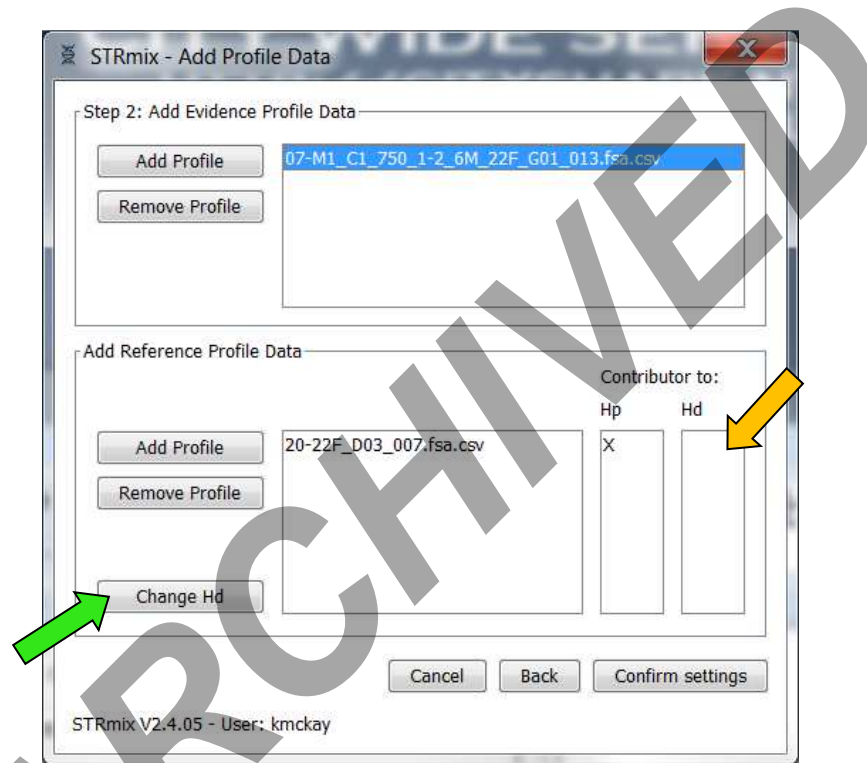 STRmix - Add Profile Data
Step 2: Add Evidence Profile Data
Add Profile
07-M1_C1_750_1-2_6M_22F_G01_013.fsa.csv
Remove Profile
Add Reference Profile Data
Contributor to:
Hp Hd
Add Profile
20-22F_D03_007.fsa.csv
X
Remove Profile
Change Hd
Cancel
Back
Confirm settings
STRmix V2.4.05 - User: kmckay
ARCHIVED